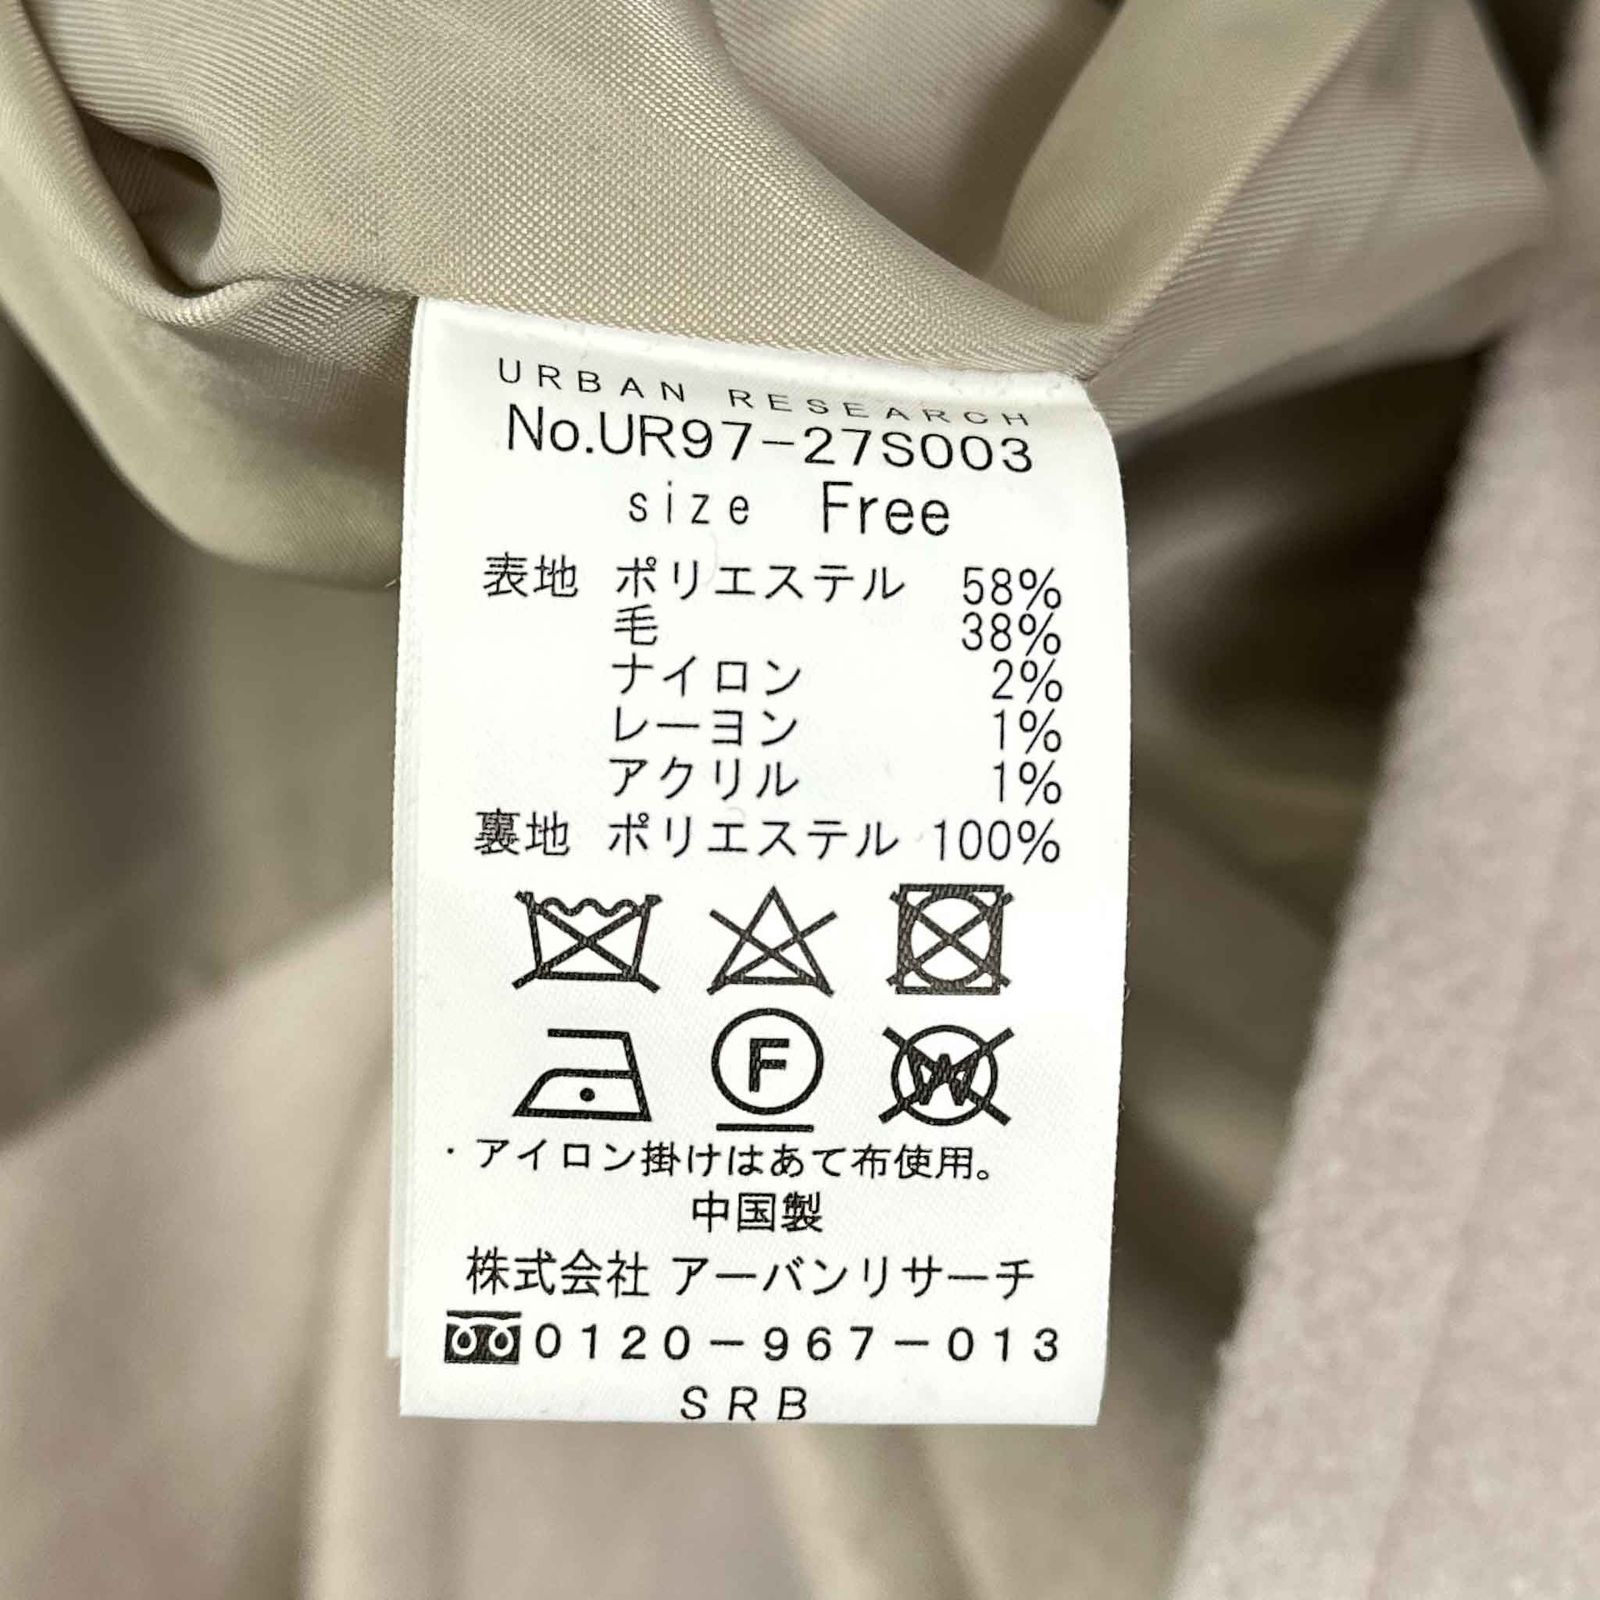 URBAN RESEARCH
No.UR97-27S003
size Free
表地 ポリエステル 58%
毛 38%
ナイロン 2%
レーヨン 1%
アクリル 1%
裏地 ポリエステル 100%
F
W
・アイロン掛けはあて布使用。
中国製
株式会社 アーバンリサーチ
0120-967-013
SRB